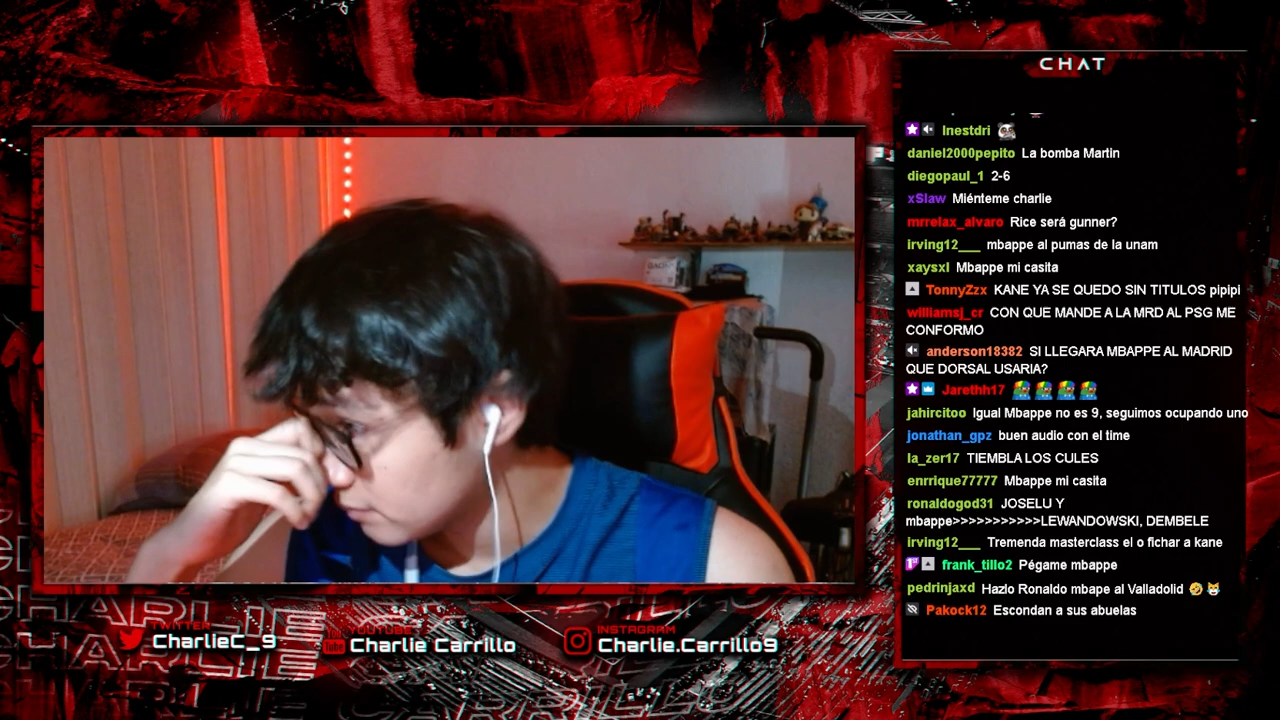 CHAT
Inestdri
daniel2000pepito La bomba Martin
diegopaul_1 2-6
xSlaw Miénteme charlie
mrrelax_alvaro Rice será gunner?
irving12___ mbappe al pumas de la unam
xaysxl Mbappe mi casita
TonnyZzx KANE YA SE QUEDO SIN TITULOS pipipi
williamsj_cr CON QUE MANDE A LA MRD AL PSG ME
CONFORMO
anderson18382 SI LLEGARA MBAPPE AL MADRID
QUE DORSAL USARIA?
Jarethh17
jahircitoo Igual Mbappe no es 9, seguimos ocupando uno
jonathan_gpz buen audio con el time
la_zer17 TIEMBLA LOS CULES
enrrique77777 Mbappe mi casita
ronaldogod31 JOSELU Y
mbappe>>>>>>>>>>>LEWANDOWSKI, DEMBELE
irving12___ Tremenda masterclass el o fichar a kane
frank_tillo2 Pégame mbappe
pedrinjaxd Hazlo Ronaldo mbape al Valladolid 🤣 😹
Pakock12 Escondan a sus abuelas
TWITTER
CharlieC_9
YOUTUBE
Charlie Carrillo
INSTAGRAM
Charlie.Carrillo9
CHARLIE
CHARLIE
CARRILLO